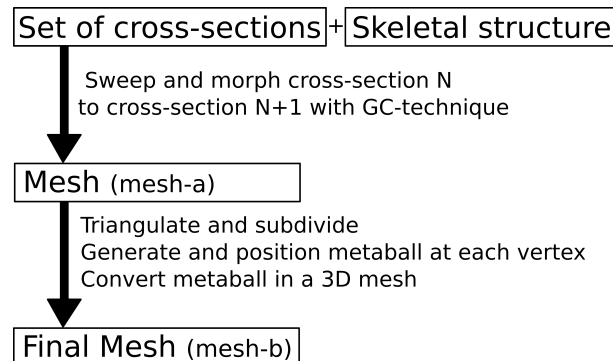 Set of cross-sections + Skeletal structure
Sweep and morph cross-section N
to cross-section N+1 with GC-technique
Mesh (mesh-a)
Triangulate and subdivide
Generate and position metaball at each vertex
Convert metaball in a 3D mesh
Final Mesh (mesh-b)